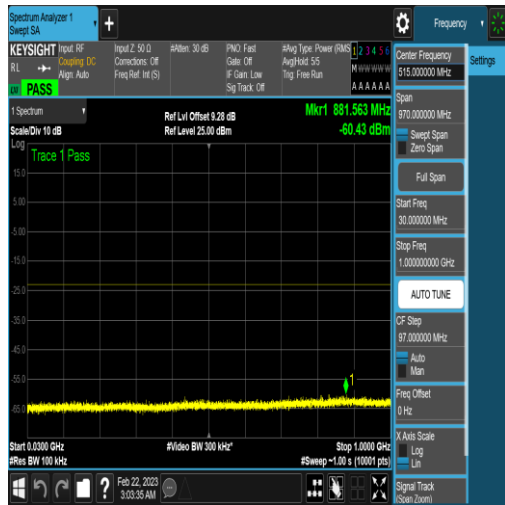 Spectrum Analyzer 1
Swept SA
+
Frequency
KEYSIGHT
Input: RF
Coupling: DC
Align: Auto
Input Z: 50 Ω
Corrections: Off
Freq Ref: Int (S)
#Atten: 30 dB
PNO: Fast
Gate: Off
IF Gain: Low
Sig Track: Off
#Avg Type: Power (RMS)
Avg|Hold: 5/5
Trig: Free Run
1 2 3 4 5 6
M W W W W W
A A A A A A
RL
PASS
Center Frequency
515.000000 MHz
Settings
Span
970.000000 MHz
Swept Span
Zero Span
Full Span
Start Freq
30.000000 MHz
Stop Freq
1.000000000 GHz
AUTO TUNE
CF Step
97.000000 MHz
Auto
Man
Freq Offset
0 Hz
X Axis Scale
Log
Lin
Signal Track
(Span Zoom)
1 Spectrum
Scale/Div 10 dB
Ref Lvl Offset 9.28 dB
Ref Level 25.00 dBm
Mkr1 881.563 MHz
-60.43 dBm
Log
Trace 1 Pass
15.0
5.00
-5.00
-15.0
-25.0
-35.0
-45.0
-55.0
-65.0
1
Start 0.0300 GHz
#Res BW 100 kHz
#Video BW 300 kHz*
Stop 1.0000 GHz
#Sweep ~1.00 s (10001 pts)
?
Feb 22, 2023
3:03:35 AM